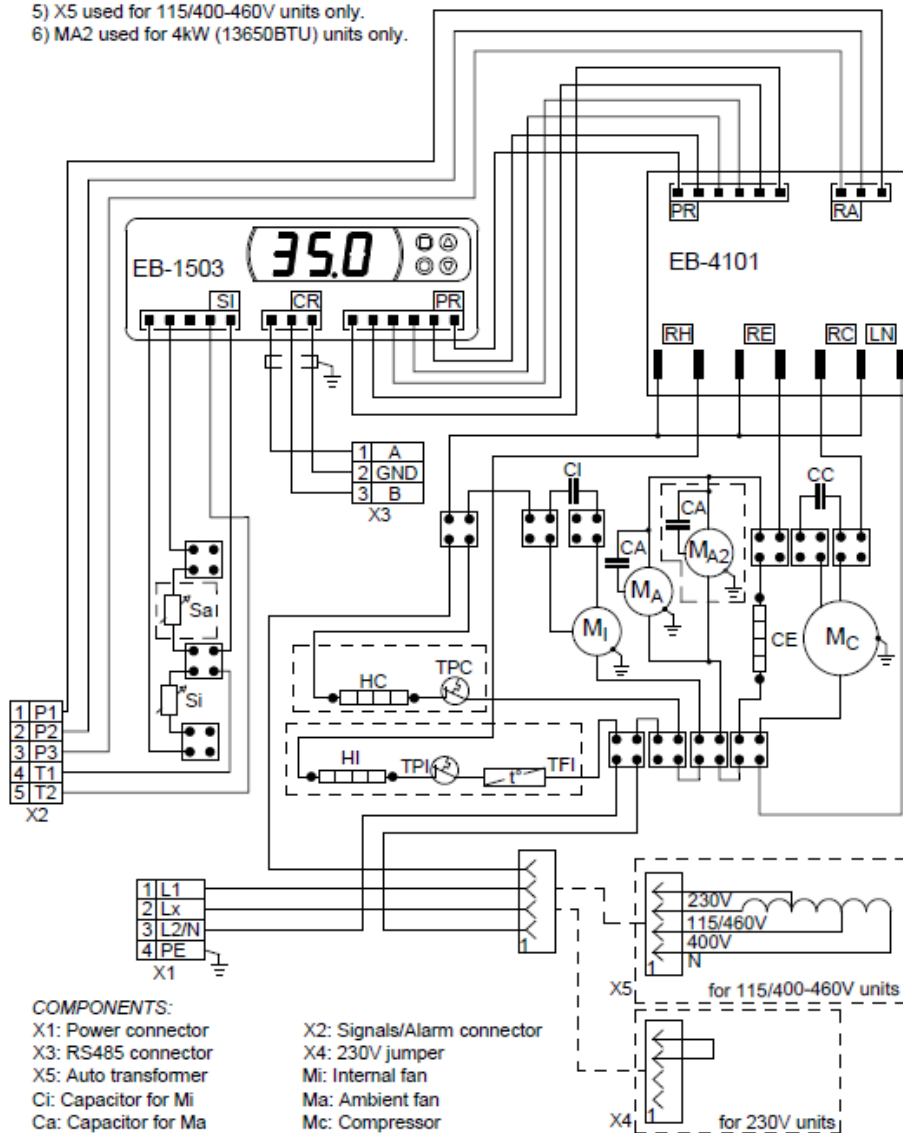 5) X5 used for 115/400-460V units only.
6) MA2 used for 4kW (13650BTU) units only.
PR
RA
EB-4101
EB-1503
35.0
SI
CR
PR
RH
RE
RC
LN
1 A
2 GND
3 B
X3
CI
CA
CA
CC
MA2
MA
MI
CE
MC
Sa
Si
HC
TPC
HI
TPI
t°
TFI
1 P1
2 P2
3 P3
4 T1
5 T2
X2
1 L1
2 Lx
3 L2/N
4 PE
X1
1
230V
115/460V
400V
N
1
X5
for 115/400-460V units
X4
1
for 230V units
COMPONENTS:
X1: Power connector
X2: Signals/Alarm connector
X3: RS485 connector
X4: 230V jumper
X5: Auto transformer
Mi: Internal fan
Ci: Capacitor for Mi
Ma: Ambient fan
Ca: Capacitor for Ma
Mc: Compressor